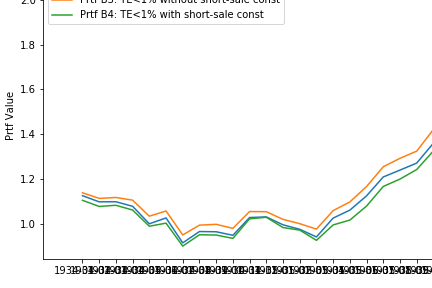 2.0
Prtf B3: TE<1% without short-sale const
Prtf B4: TE<1% with short-sale const
1.8
1.6
1.4
1.2
1.0
Prtf Value